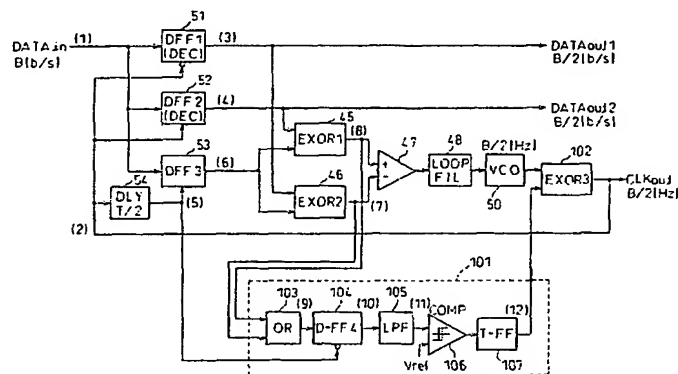 51
DATA in
B[b/s]
(1)
DFF1
(DEC)
(3)
DATAout1
B/2[b/s]
52
DFF2
(DEC)
(4)
DATAout2
B/2[b/s]
53
DFF3
(6)
45
EXOR1
(8)
46
EXOR2
(7)
47
+
−
48
LOOP
FIL
B/2[Hz]
VCO
50
102
EXOR3
CLKout
B/2[Hz]
54
DLY
T/2
(5)
(2)
101
103
OR
(9)
104
D-FF4
(10)
105
LPF
(11)
COMP
Vref
106
T-FF
107
(12)